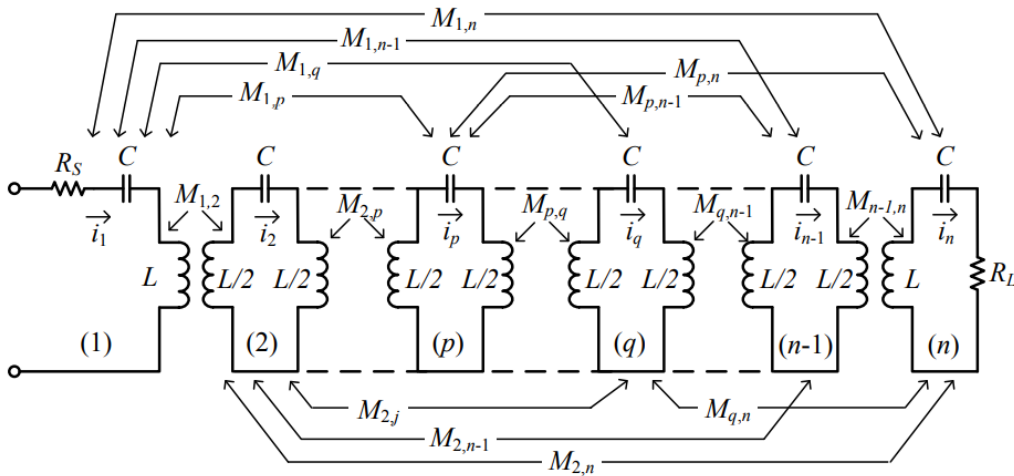 M1,n
M1,n-1
M1,q
M1,p
Mp,n
Mp,n-1
RS C C C C C C
M1,2 M2,p Mp,q Mq,n-1 Mn-1,n
i1 i2 ip iq in-1 in
L L/2 L/2 L/2 L/2 L/2 L/2 L/2 L/2 L RL
(1) (2) (p) (q) (n-1) (n)
M2,j Mq,n
M2,n-1
M2,n